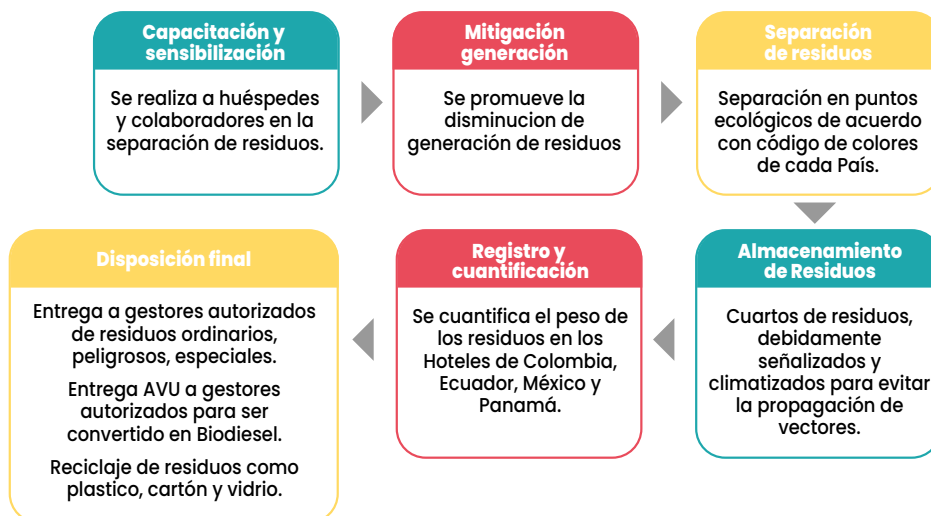 Capacitación y
sensibilización
Se realiza a huéspedes
y colaboradores en la
separación de residuos.
Mitigación
generación
Se promueve la
disminucion de
generación de residuos
Separación
de residuos
Separación en puntos
ecológicos de acuerdo
con código de colores
de cada País.
Almacenamiento
de Residuos
Cuartos de residuos,
debidamente
señalizados y
climatizados para evitar
la propagación de
vectores.
Registro y
cuantificación
Se cuantifica el peso de
los residuos en los
Hoteles de Colombia,
Ecuador, México y
Panamá.
Disposición final
Entrega a gestores autorizados
de residuos ordinarios,
peligrosos, especiales.
Entrega AVU a gestores
autorizados para ser
convertido en Biodiesel.
Reciclaje de residuos como
plastico, cartón y vidrio.